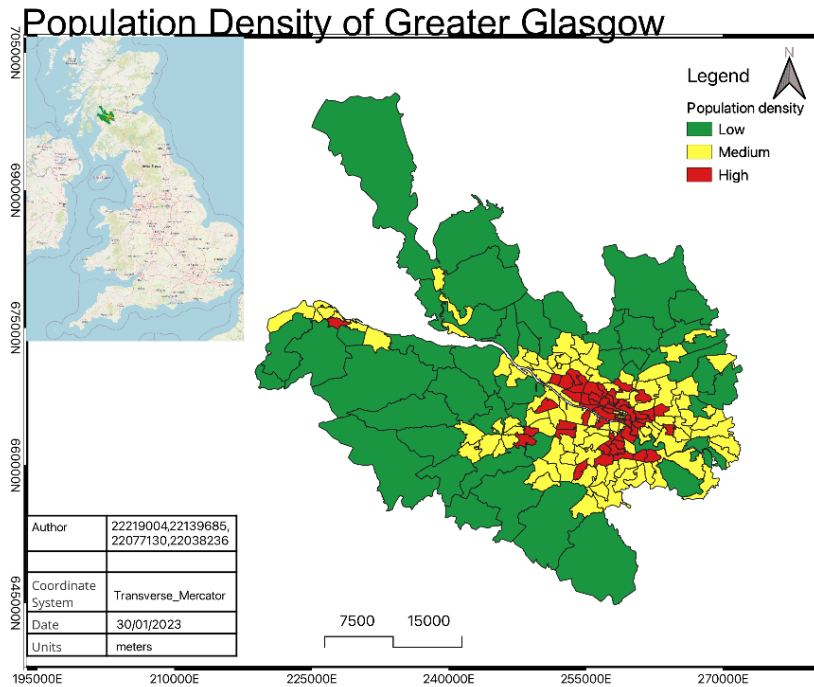 Population Density of Greater Glasgow
N
Legend
Population density
Low
Medium
High
705000N
690000N
675000N
660000N
645000N
Author
22219004,22139685,
22077130,22038236
Coordinate
System
Transverse_Mercator
Date
30/01/2023
Units
meters
7500
15000
195000E
210000E
225000E
240000E
255000E
270000E